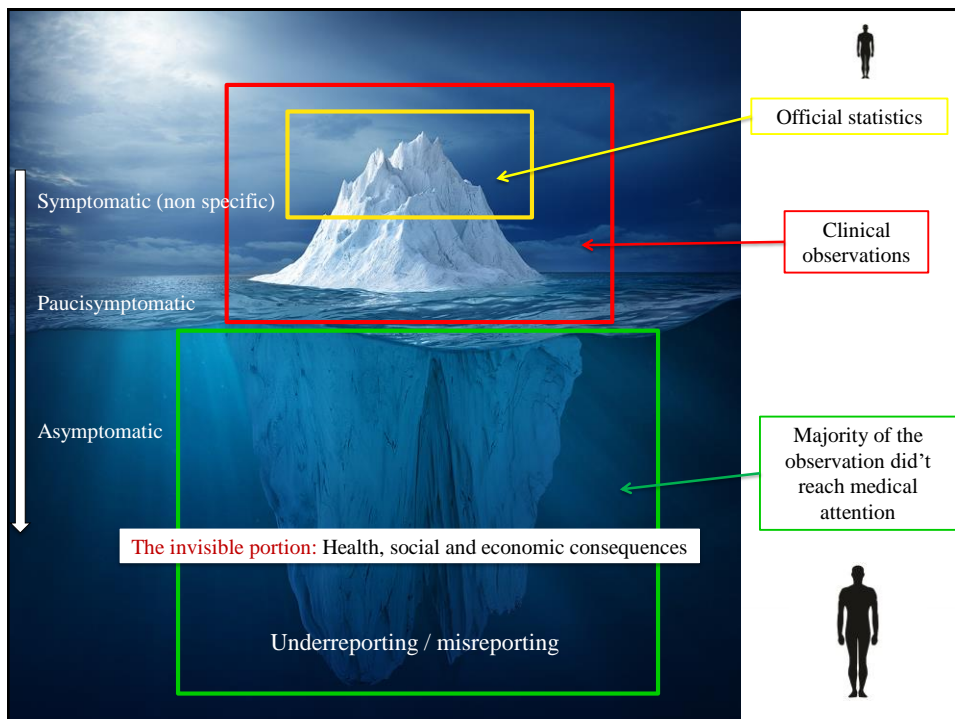 Official statistics
Symptomatic (non specific)
Clinical
observations
Paucisymptomatic
Asymptomatic
Majority of the
observation did't
reach medical
attention
The invisible portion: Health, social and economic consequences
Underreporting / misreporting